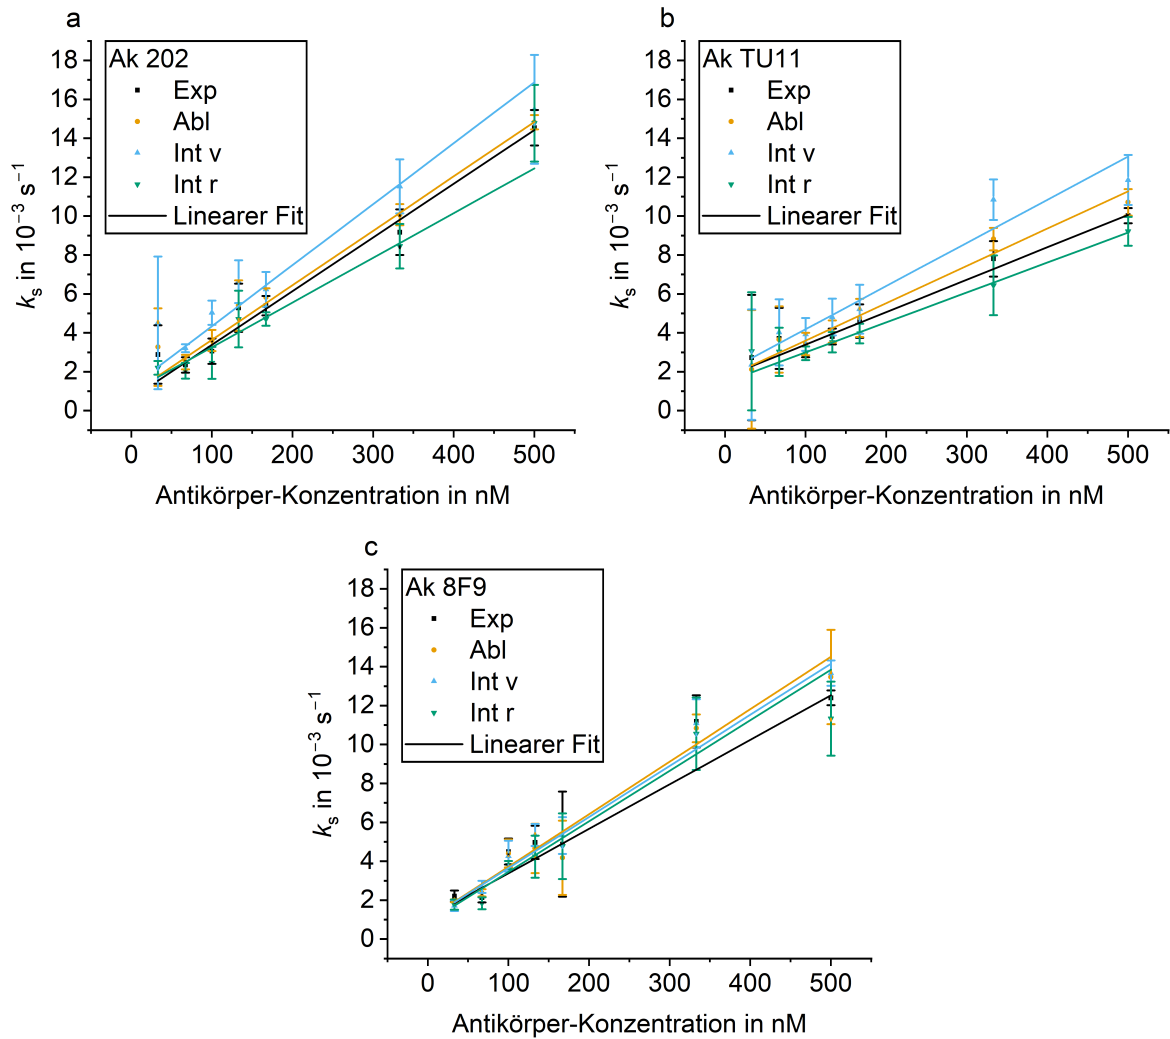 a
Ak 202
Exp
Abl
Int v
Int r
Linearer Fit
18
16
14
12
10
8
6
4
2
0
kₛ in 10⁻³ s⁻¹
0 100 200 300 400 500
Antikörper-Konzentration in nM
b
Ak TU11
Exp
Abl
Int v
Int r
Linearer Fit
18
16
14
12
10
8
6
4
2
0
kₛ in 10⁻³ s⁻¹
0 100 200 300 400 500
Antikörper-Konzentration in nM
c
Ak 8F9
Exp
Abl
Int v
Int r
Linearer Fit
18
16
14
12
10
8
6
4
2
0
kₛ in 10⁻³ s⁻¹
0 100 200 300 400 500
Antikörper-Konzentration in nM